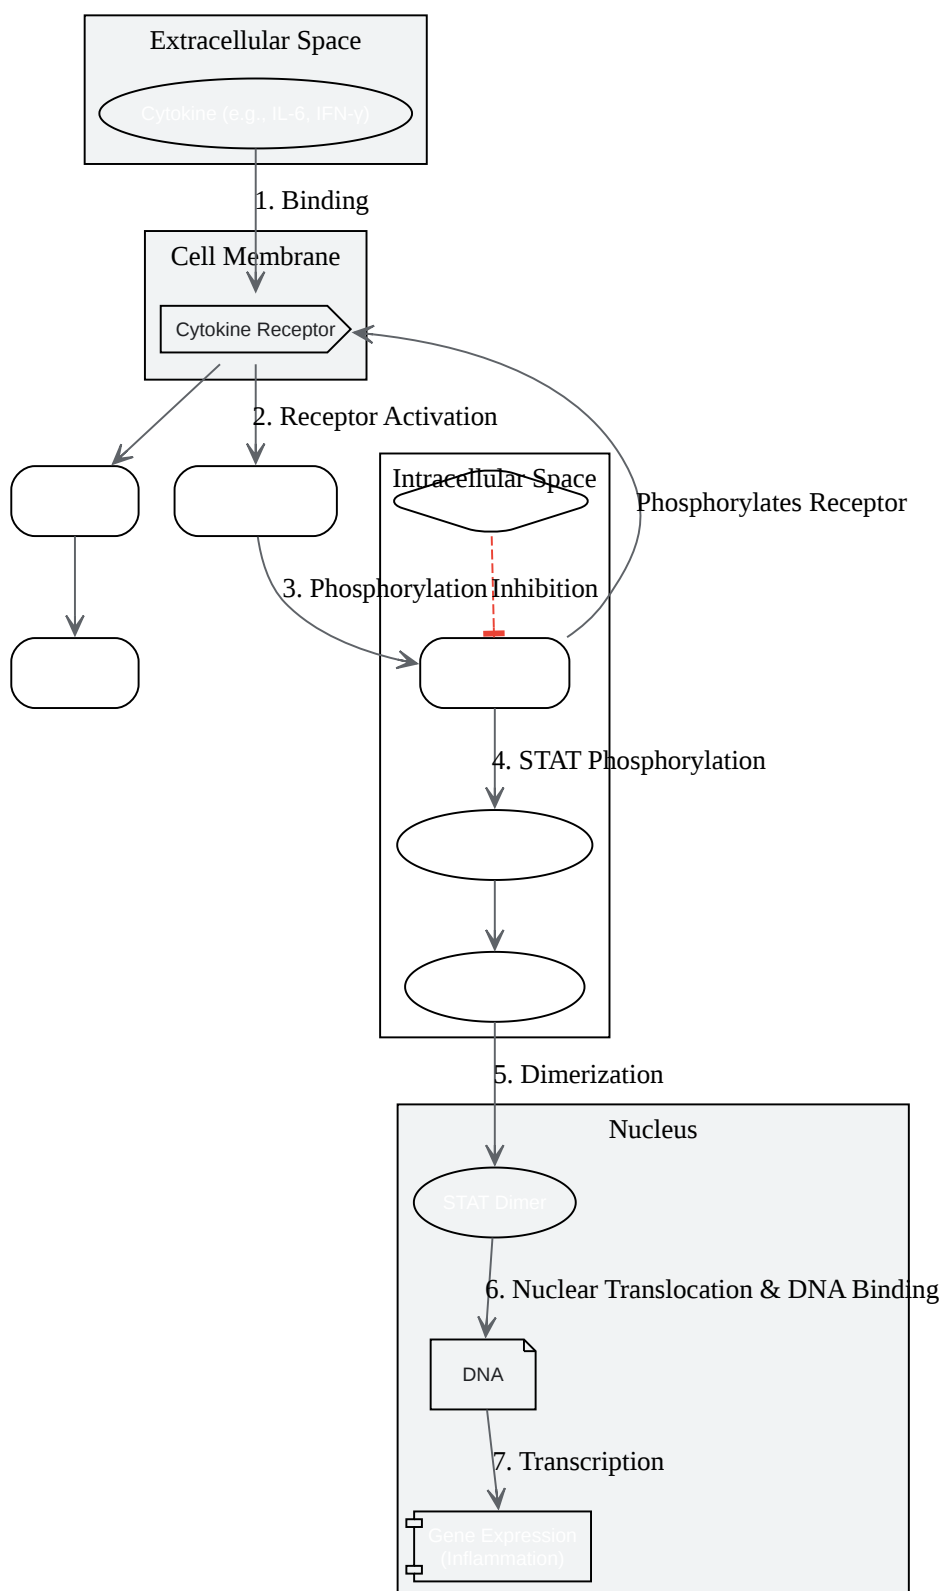 Extracellular Space
Cytokine (e.g., IL-6, IFN-γ)
1. Binding
Cell Membrane
Cytokine Receptor
2. Receptor Activation
Intracellular Space
Phosphorylates Receptor
3. Phosphorylation
Inhibition
4. STAT Phosphorylation
5. Dimerization
Nucleus
STAT Dimer
6. Nuclear Translocation & DNA Binding
DNA
7. Transcription
Gene Expression
(Inflammation)